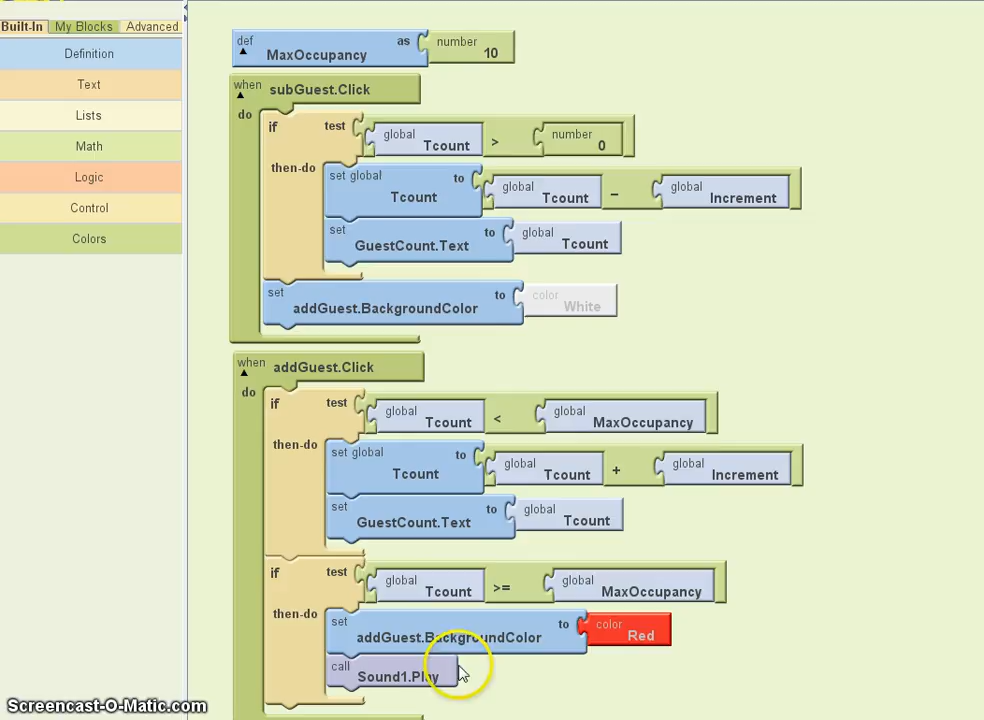 Built-In My Blocks Advanced
Definition
Text
Lists
Math
Logic
Control
Colors
def MaxOccupancy as number 10
when subGuest.Click
do if test global Tcount > number 0
then-do set global Tcount to global Tcount - global Increment
set GuestCount.Text to global Tcount
set addGuest.BackgroundColor to color White
when addGuest.Click
do if test global Tcount < global MaxOccupancy
then-do set global Tcount to global Tcount + global Increment
set GuestCount.Text to global Tcount
if test global Tcount >= global MaxOccupancy
then-do set addGuest.BackgroundColor to color Red
call Sound1.Play
Screencast-O-Matic.com